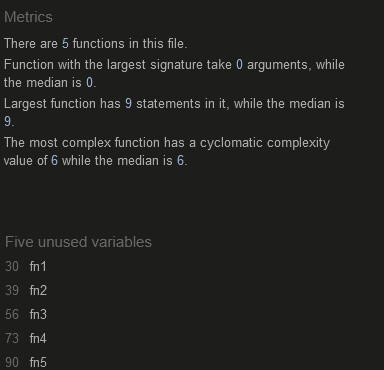 Metrics
There are 5 functions in this file.
Function with the largest signature take 0 arguments, while
the median is 0.
Largest function has 9 statements in it, while the median is
9.
The most complex function has a cyclomatic complexity
value of 6 while the median is 6.
Five unused variables
30 fn1
39 fn2
56 fn3
73 fn4
90 fn5